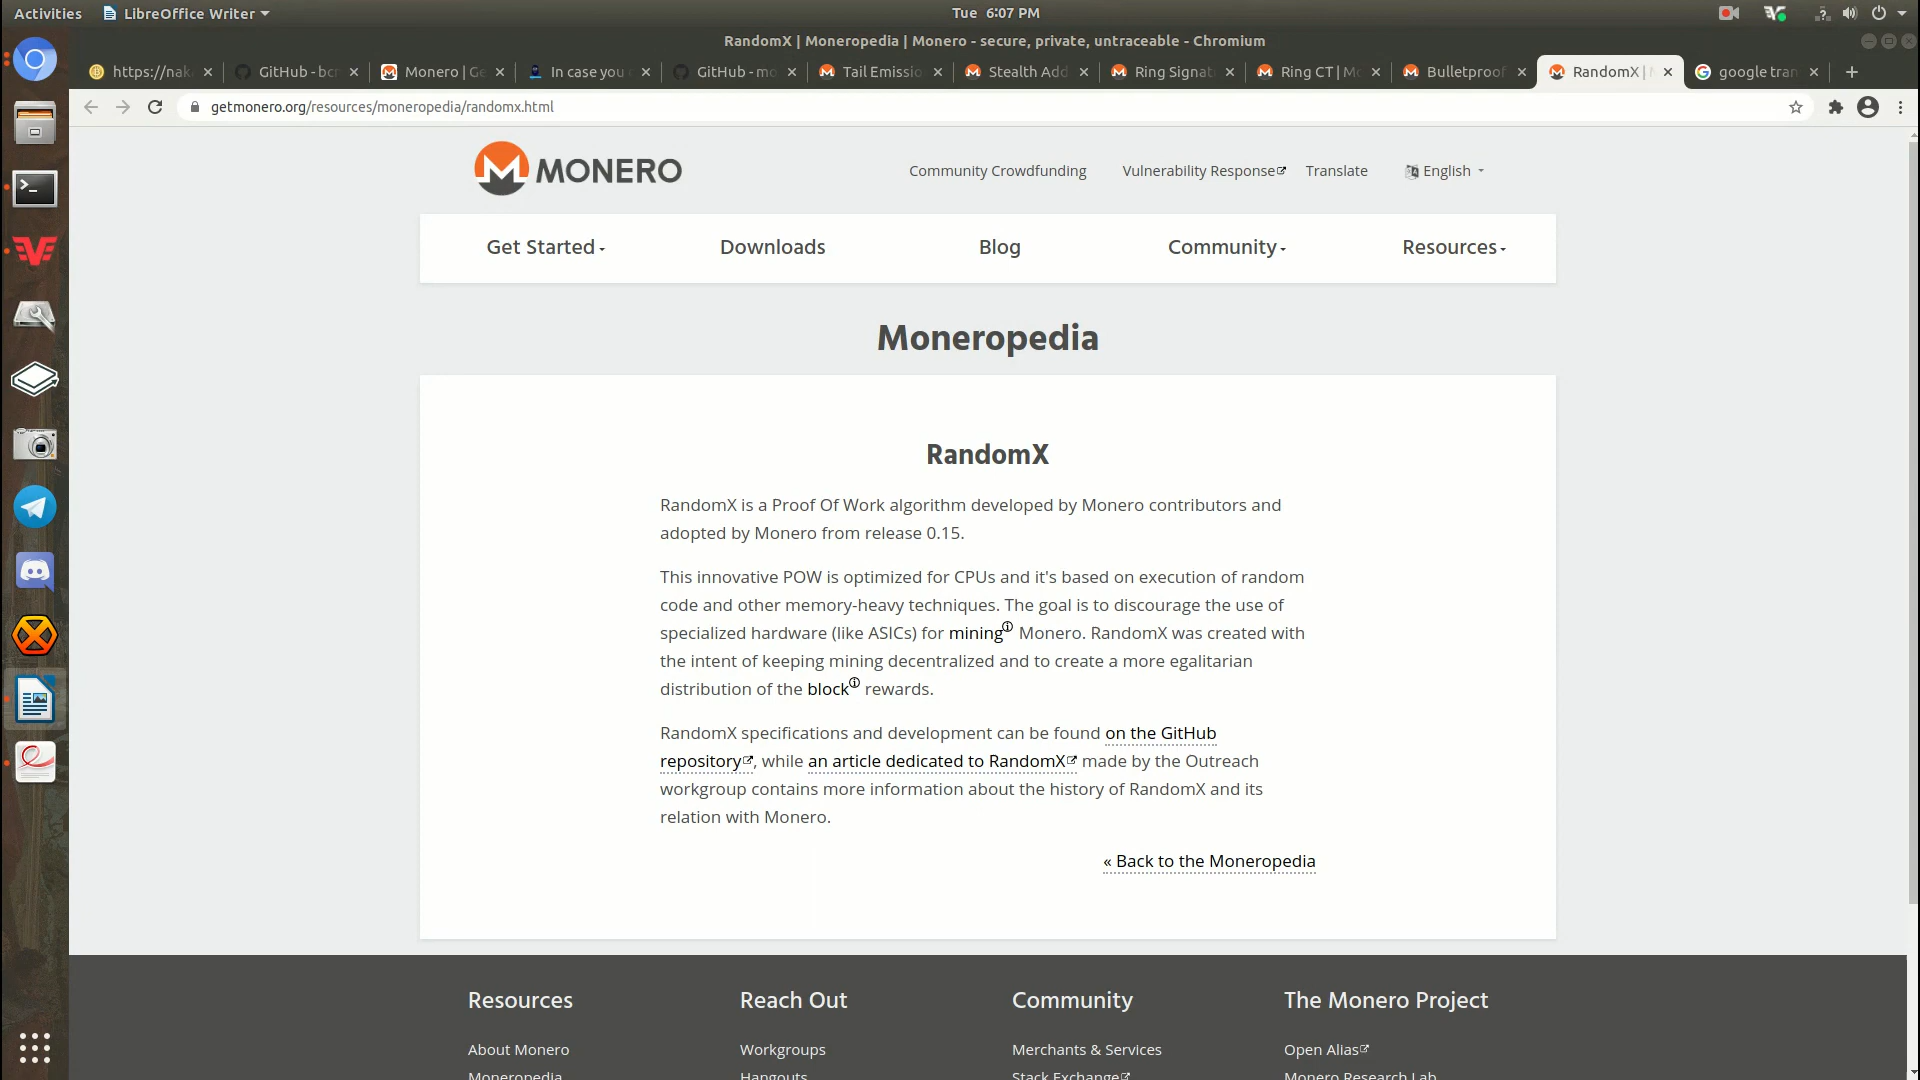 Activities LibreOffice Writer Tue 6:07 PM
RandomX | Moneropedia | Monero - secure, private, untraceable - Chromium
https://nak GitHub - bcr Monero | Ge In case you GitHub - mo Tail Emissio Stealth Add Ring Signat Ring CT | Mo Bulletproof RandomX | google tran
getmonero.org/resources/moneropedia/randomx.html
MONERO Community Crowdfunding Vulnerability Response Translate English
Get Started Downloads Blog Community Resources
Moneropedia
RandomX
RandomX is a Proof Of Work algorithm developed by Monero contributors and
adopted by Monero from release 0.15.
This innovative POW is optimized for CPUs and it's based on execution of random
code and other memory-heavy techniques. The goal is to discourage the use of
specialized hardware (like ASICs) for mining Monero. RandomX was created with
the intent of keeping mining decentralized and to create a more egalitarian
distribution of the block rewards.
RandomX specifications and development can be found on the GitHub
repository, while an article dedicated to RandomX made by the Outreach
workgroup contains more information about the history of RandomX and its
relation with Monero.
« Back to the Moneropedia
Resources Reach Out Community The Monero Project
About Monero Workgroups Merchants & Services Open Alias
Moneropedia Hangouts Stack Exchange Monero Research Lab